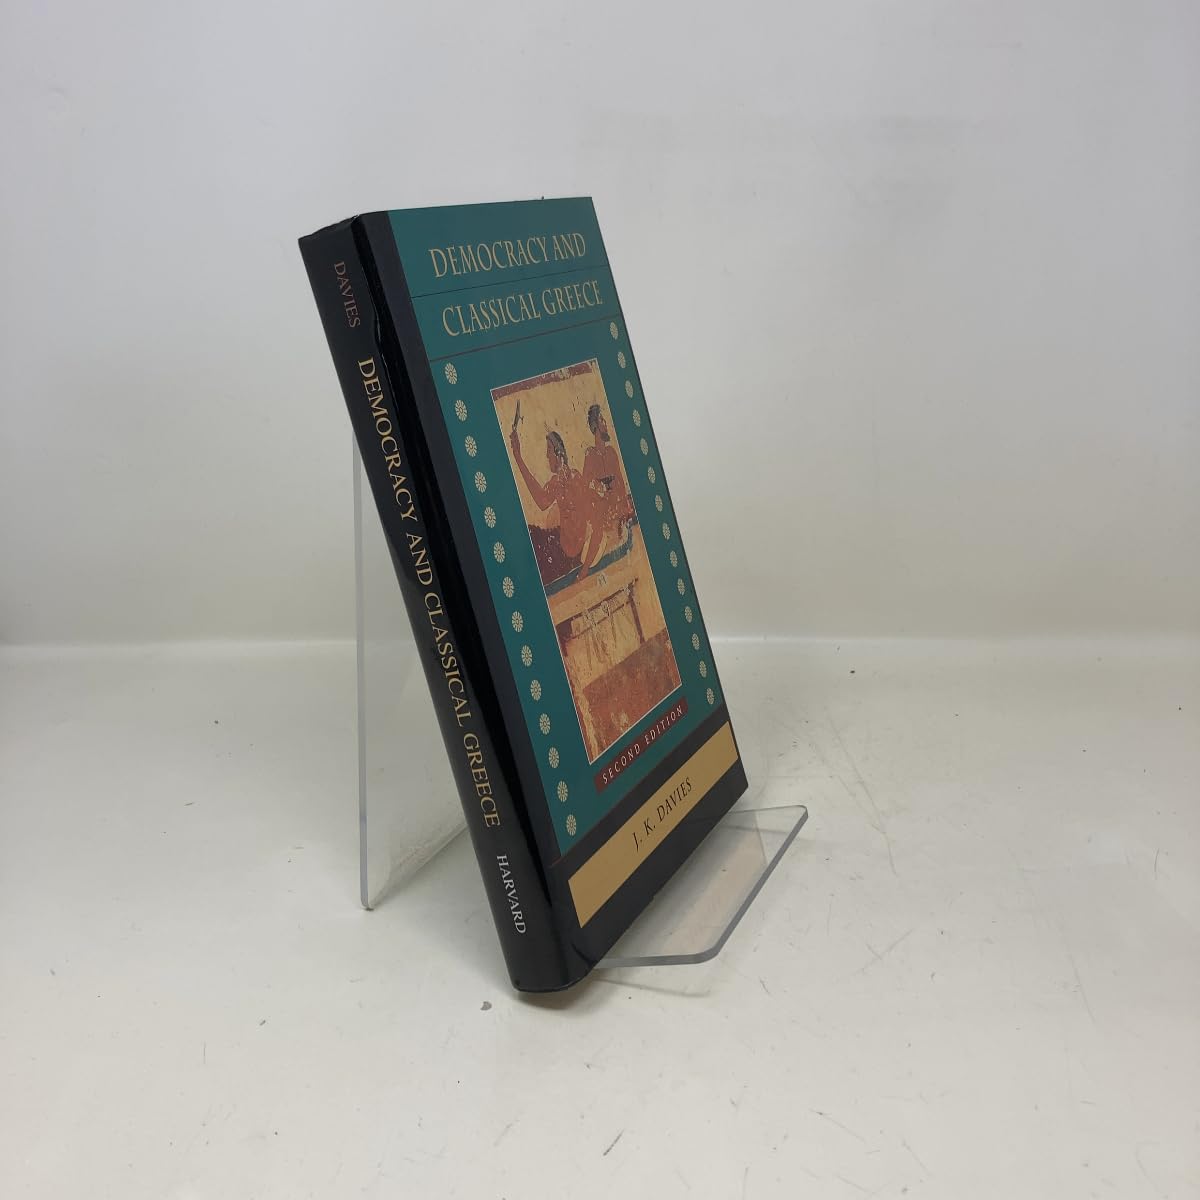 DAVIES
DEMOCRACY AND CLASSICAL GREECE
HARVARD
DEMOCRACY AND
CLASSICAL GREECE
SECOND EDITION
J. K. DAVIES